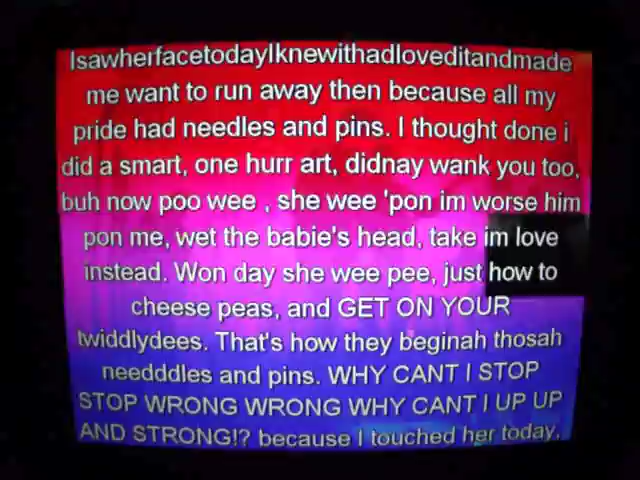 IsawherfacetodayIknewithadloveditandmade
me want to run away then because all my
pride had needles and pins. I thought done i
did a smart, one hurr art, didnay wank you too,
buh now poo wee , she wee 'pon im worse him
pon me, wet the babie's head, take im love
instead. Won day she wee pee, just how to
cheese peas, and GET ON YOUR
twiddlydees. That's how they beginah thosah
needddles and pins. WHY CANT I STOP
STOP WRONG WRONG WHY CANT I UP UP
AND STRONG!? because I touched her today,